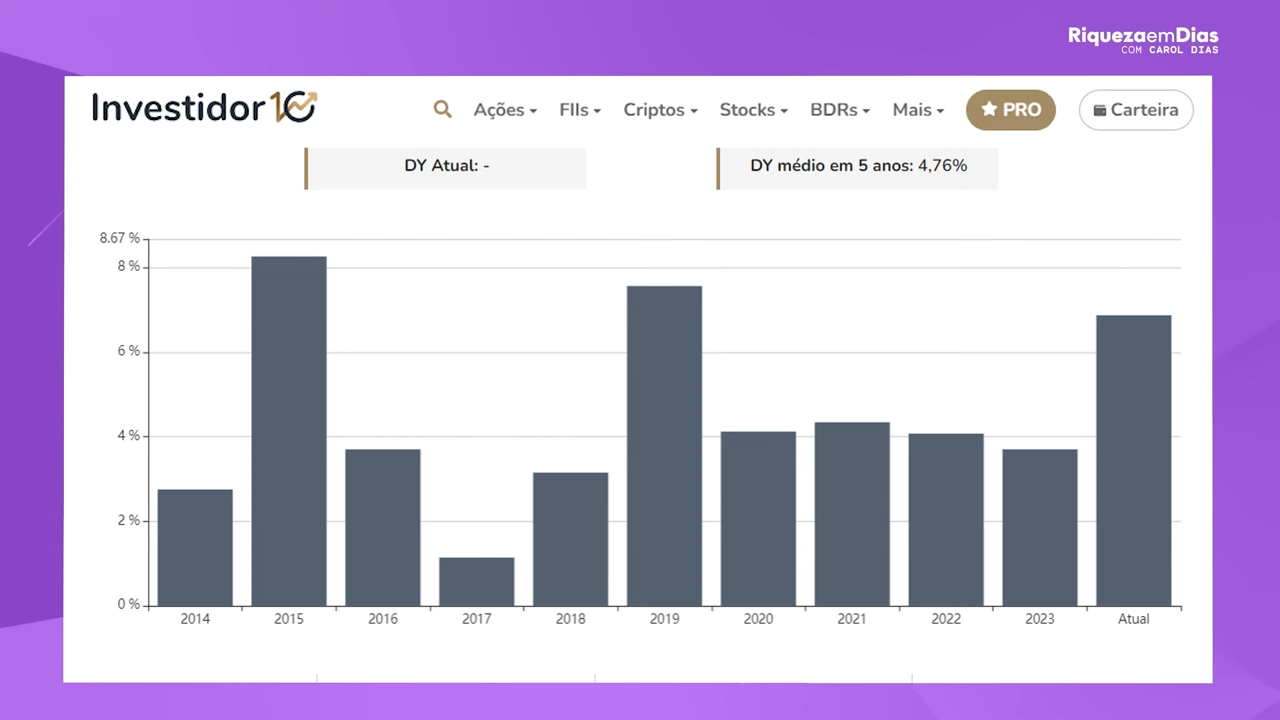 RiquezaemDias
COM CAROL DIAS
Investidor 10
Ações
FIIs
Criptos
Stocks
BDRs
Mais
PRO
Carteira
DY Atual: -
DY médio em 5 anos: 4,76%
8.67 %
8 %
6 %
4 %
2 %
0 %
2014
2015
2016
2017
2018
2019
2020
2021
2022
2023
Atual